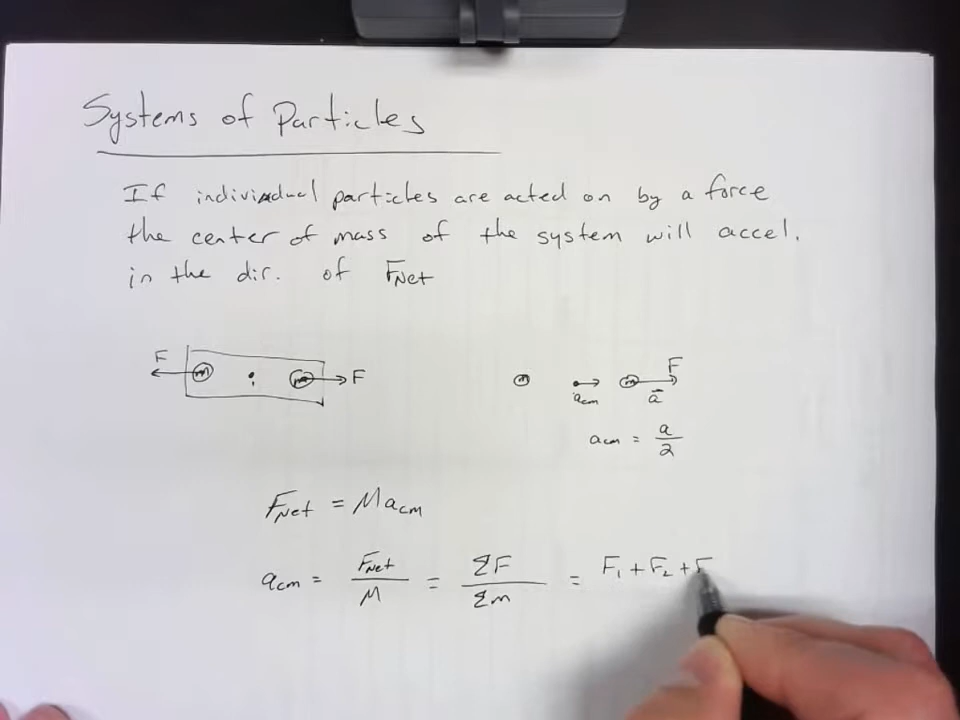 Systems of Particles
If individual particles are acted on by a force
the center of mass of the system will accel.
in the dir. of FNet
F m m F
m acm m F a⃗
acm = a/2
FNet = Macm
acm = FNet/M = ΣF/Σm = F1 + F2 + F